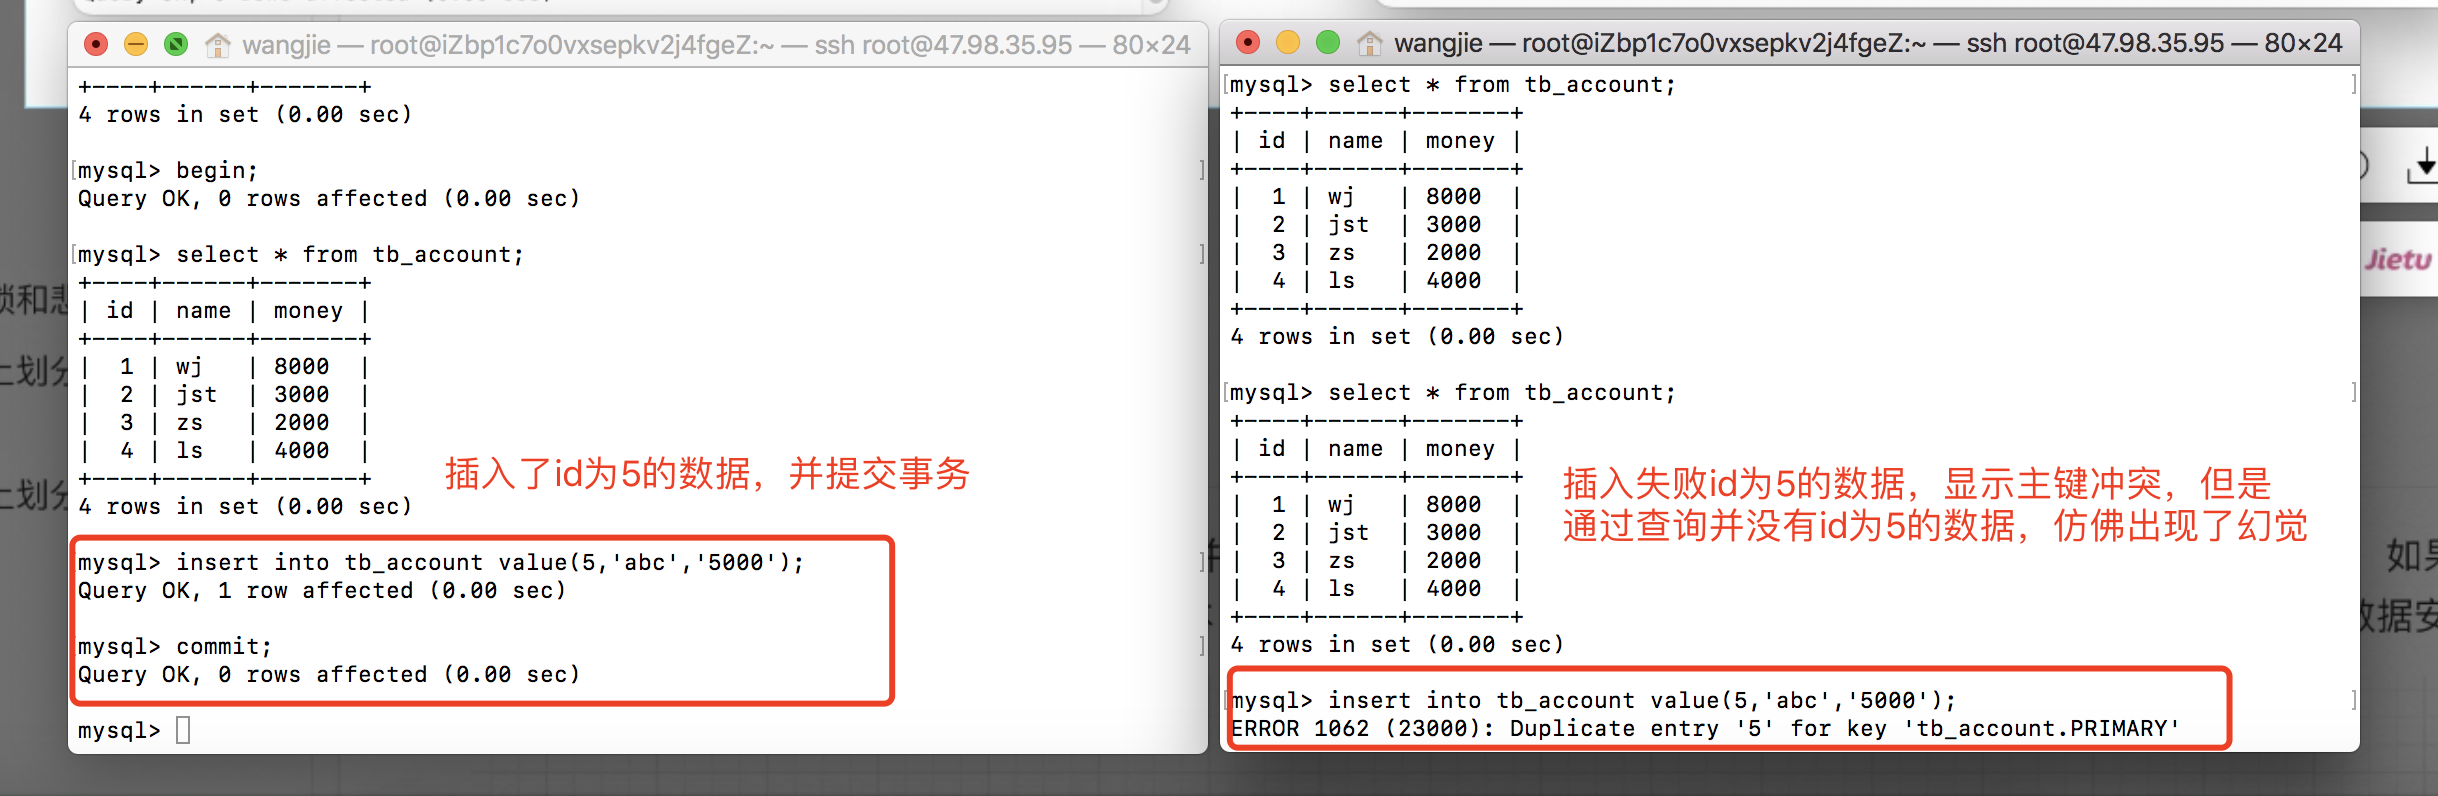 wangjie — root@iZbp1c7o0vxsepkv2j4fgeZ:~ — ssh root@47.98.35.95 — 80×24
+----+------+-------+
4 rows in set (0.00 sec)
mysql> begin;
Query OK, 0 rows affected (0.00 sec)
mysql> select * from tb_account;
+----+------+-------+
| id | name | money |
+----+------+-------+
|  1 | wj   | 8000  |
|  2 | jst  | 3000  |
|  3 | zs   | 2000  |
|  4 | ls   | 4000  |
+----+------+-------+
4 rows in set (0.00 sec)
插入了id为5的数据，并提交事务
mysql> insert into tb_account value(5,'abc','5000');
Query OK, 1 row affected (0.00 sec)
mysql> commit;
Query OK, 0 rows affected (0.00 sec)
mysql>
wangjie — root@iZbp1c7o0vxsepkv2j4fgeZ:~ — ssh root@47.98.35.95 — 80×24
mysql> select * from tb_account;
+----+------+-------+
| id | name | money |
+----+------+-------+
|  1 | wj   | 8000  |
|  2 | jst  | 3000  |
|  3 | zs   | 2000  |
|  4 | ls   | 4000  |
+----+------+-------+
4 rows in set (0.00 sec)
mysql> select * from tb_account;
+----+------+-------+
| id | name | money |
+----+------+-------+
|  1 | wj   | 8000  |
|  2 | jst  | 3000  |
|  3 | zs   | 2000  |
|  4 | ls   | 4000  |
+----+------+-------+
4 rows in set (0.00 sec)
插入失败id为5的数据，显示主键冲突，但是
通过查询并没有id为5的数据，仿佛出现了幻觉
mysql> insert into tb_account value(5,'abc','5000');
ERROR 1062 (23000): Duplicate entry '5' for key 'tb_account.PRIMARY'
Jietu